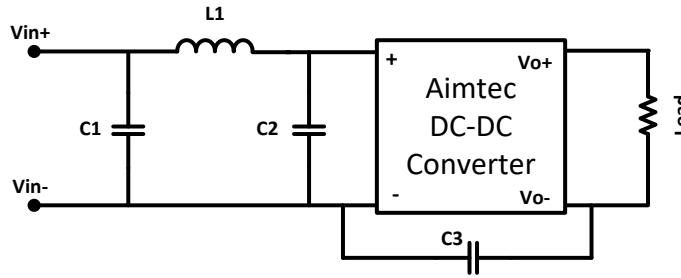 L1
Vin+
+
Vo+
Aimtec
DC-DC
Converter
C1
C2
Load
Vin-
-
Vo-
C3